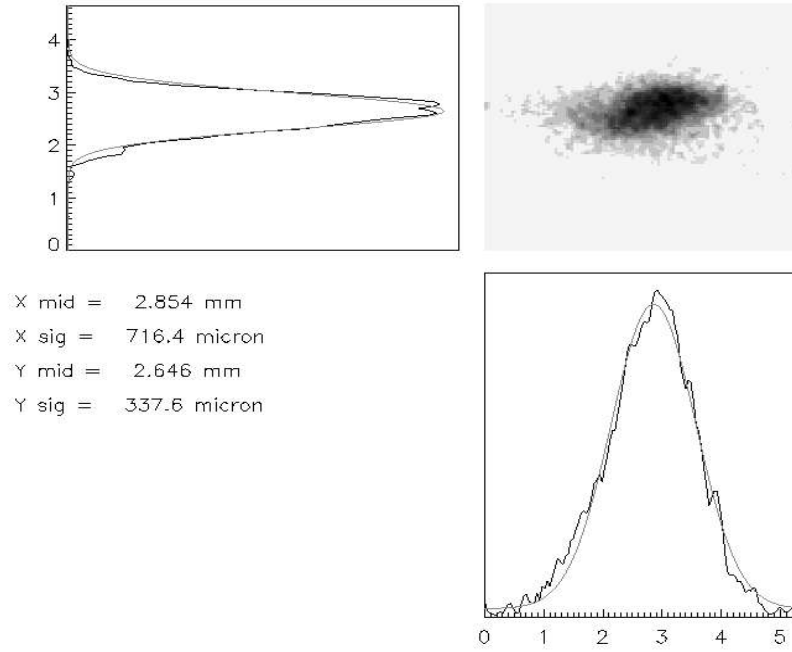 4
3
2
1
0
X mid = 2.854 mm
X sig = 716.4 micron
Y mid = 2.646 mm
Y sig = 337.6 micron
0 1 2 3 4 5